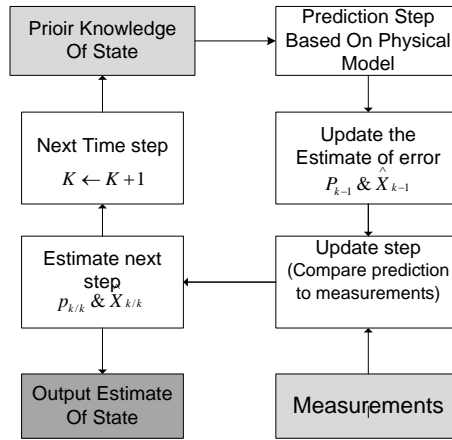 Prioir Knowledge
Of State
Prediction Step
Based On Physical
Model
Next Time step
K ← K + 1
Update the
Estimate of error
P_{k−1} & X̂_{k−1}
Estimate next
step
p_{k/k} & X̂_{k/k}
Update step
(Compare prediction
to measurements)
Output Estimate
Of State
Measurements